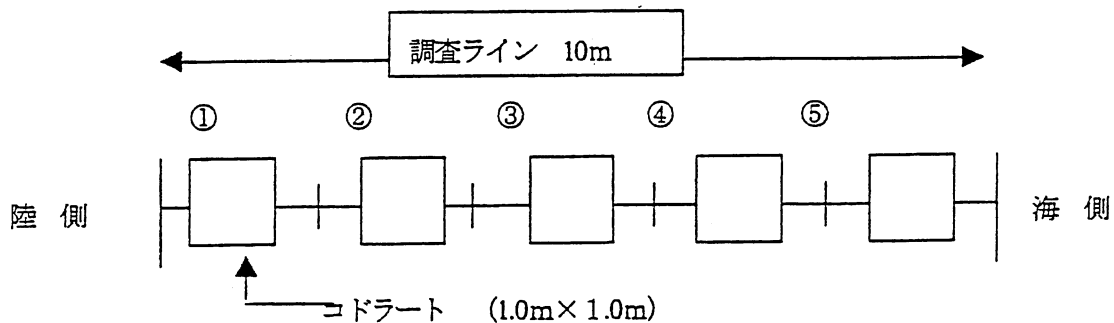 調査ライン 10m
① ② ③ ④ ⑤
陸 側 海 側
コドラート (1.0m×1.0m)